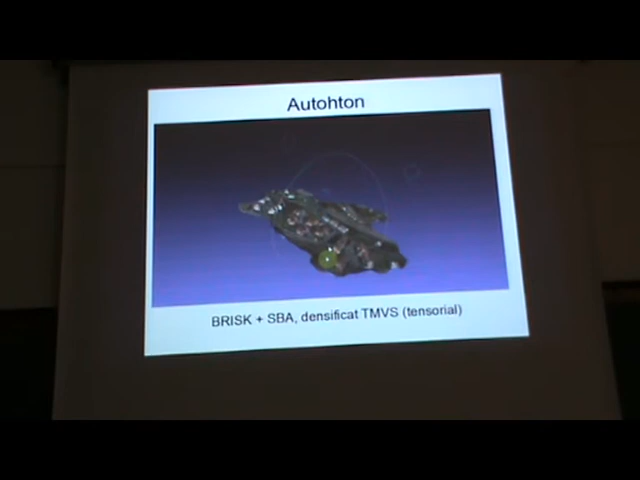 Autohton
BRISK + SBA, densificat TMVS (tensorial)